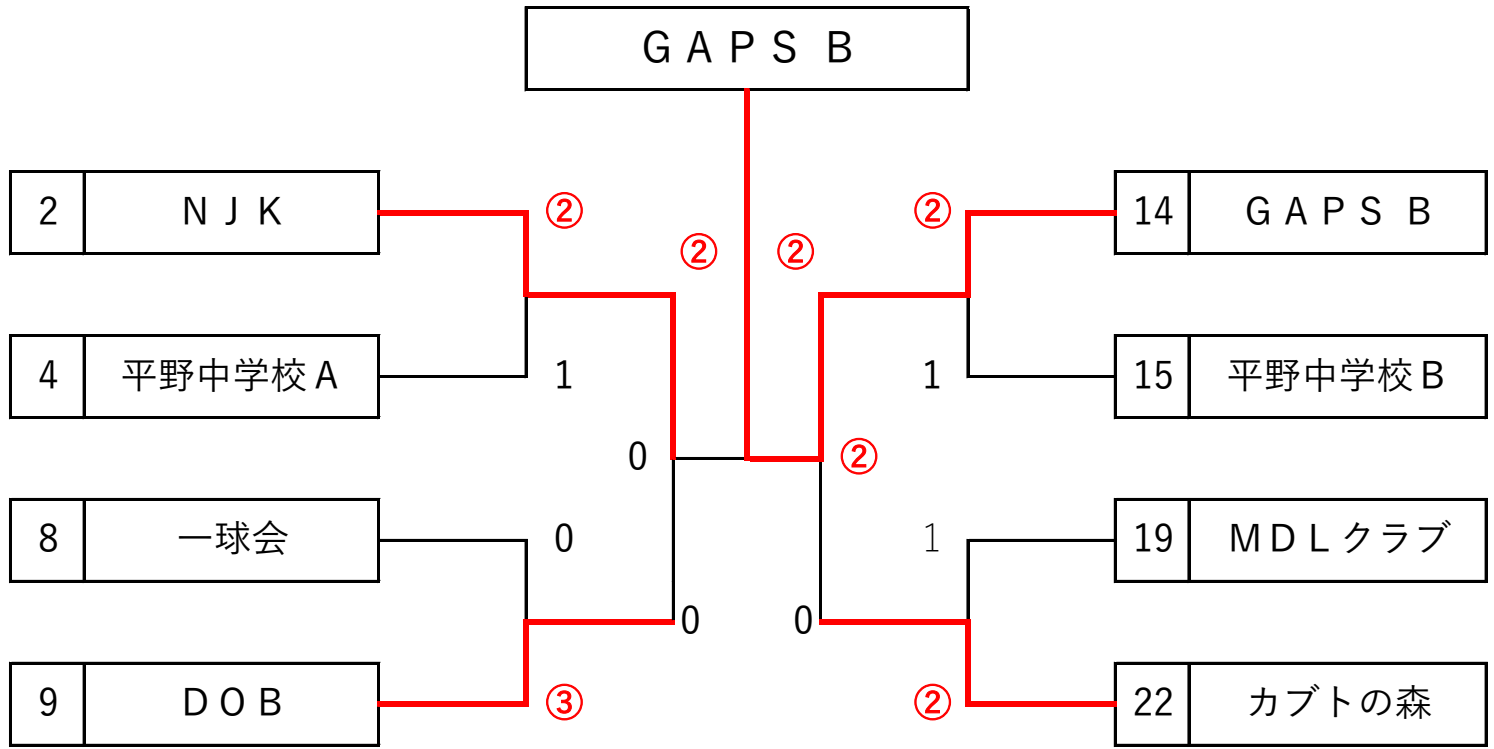 ＧＡＰＳ Ｂ
2 ＮＪＫ ② ② 14 ＧＡＰＳ Ｂ
② ②
4 平野中学校Ａ 1 1 15 平野中学校Ｂ
0 ②
8 一球会 0 1 19 ＭＤＬクラブ
0 0
9 ＤＯＢ ③ ② 22 カブトの森